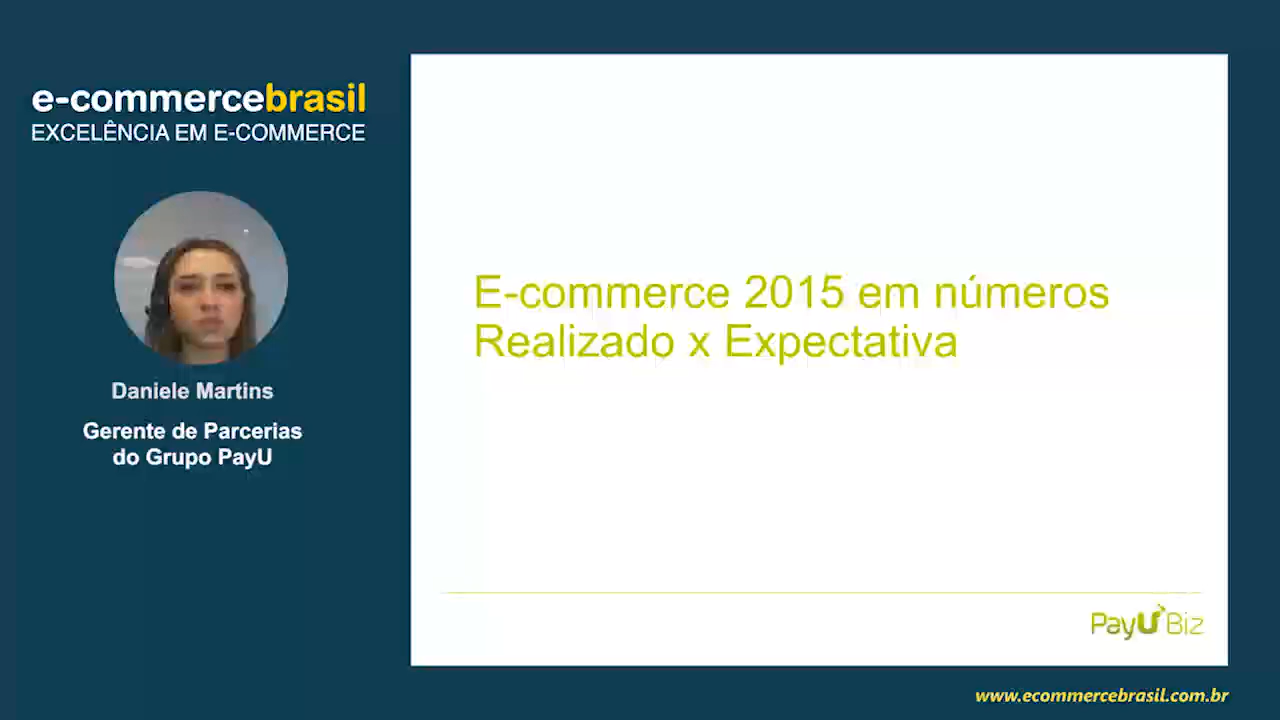 e-commercebrasil
EXCELÊNCIA EM E-COMMERCE
Daniele Martins
Gerente de Parcerias
do Grupo PayU
E-commerce 2015 em números
Realizado x Expectativa
PayU Biz
www.ecommercebrasil.com.br